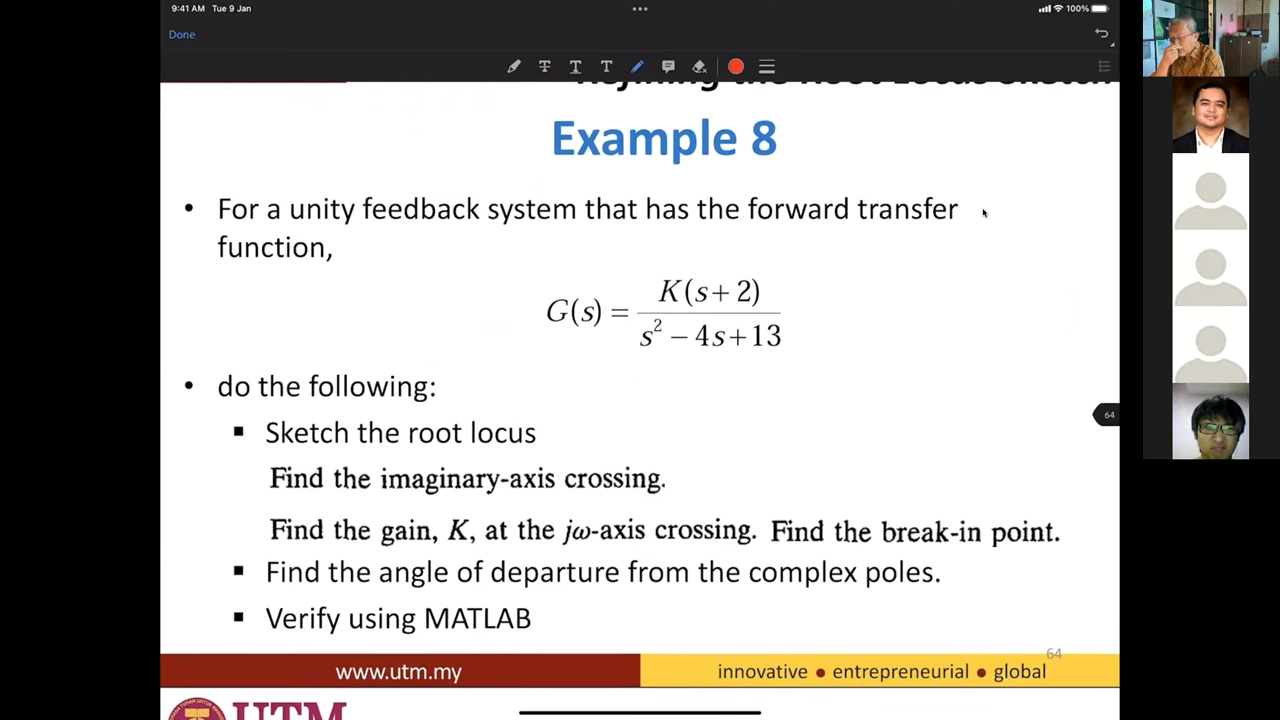 9:41 AM Tue 9 Jan
100%
Done
Example 8
• For a unity feedback system that has the forward transfer
function,
G(s) = K(s+2) / s² − 4s+13
• do the following:
▪ Sketch the root locus
Find the imaginary-axis crossing.
Find the gain, K, at the jω-axis crossing. Find the break-in point.
▪ Find the angle of departure from the complex poles.
▪ Verify using MATLAB
64
64
www.utm.my
innovative ● entrepreneurial ● global
UTM